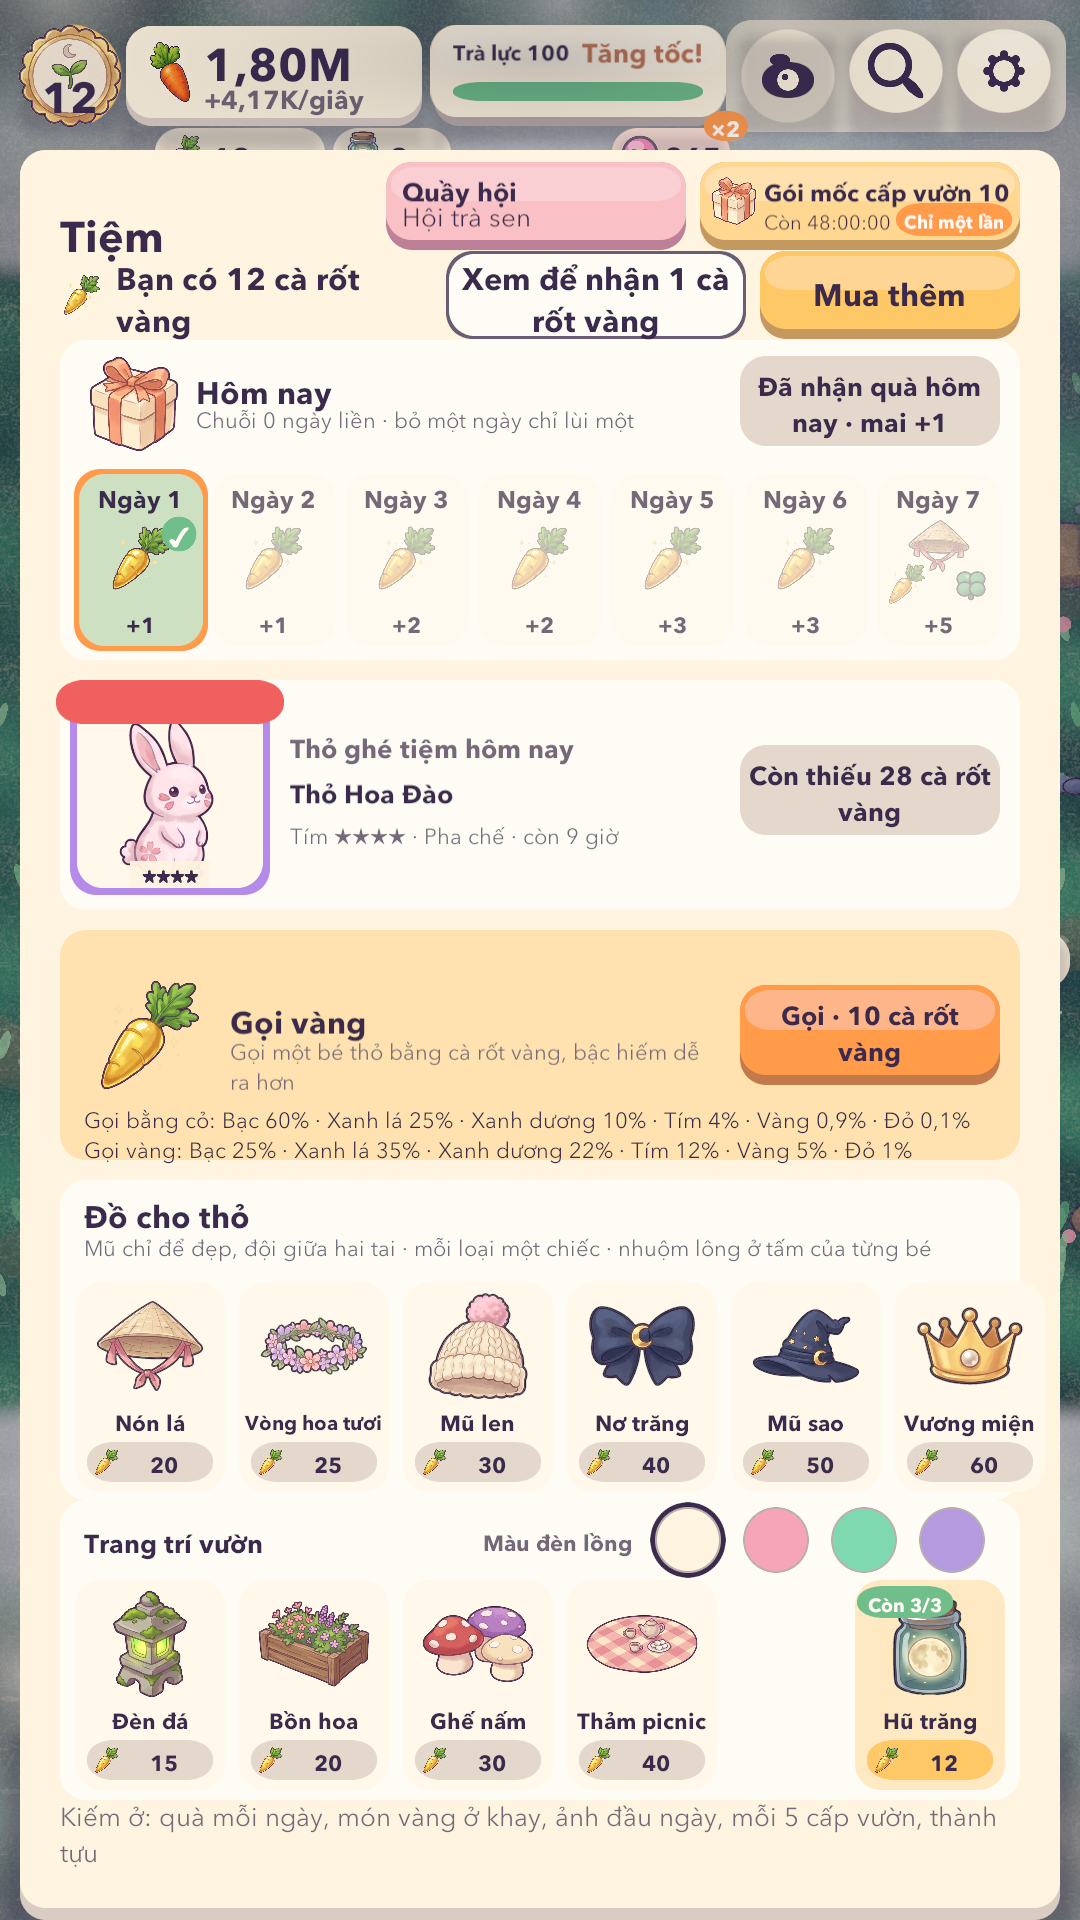 12
1,80M
+4,17K/giây
Trà lực 100 Tăng tốc!
×2
Quầy hội
Hội trà sen
Gói mốc cấp vườn 10
Còn 48:00:00 Chỉ một lần
Tiệm
Bạn có 12 cà rốt
vàng
Xem để nhận 1 cà
rốt vàng
Mua thêm
Hôm nay
Chuỗi 0 ngày liền · bỏ một ngày chỉ lùi một
Đã nhận quà hôm
nay · mai +1
Ngày 1 Ngày 2 Ngày 3 Ngày 4 Ngày 5 Ngày 6 Ngày 7
+1 +1 +2 +2 +3 +3 +5
Thỏ ghé tiệm hôm nay
Thỏ Hoa Đào
Tím ★★★★ · Pha chế · còn 9 giờ
★★★★
Còn thiếu 28 cà rốt
vàng
Gọi vàng
Gọi một bé thỏ bằng cà rốt vàng, bậc hiếm dễ
ra hơn
Gọi · 10 cà rốt
vàng
Gọi bằng cỏ: Bạc 60% · Xanh lá 25% · Xanh dương 10% · Tím 4% · Vàng 0,9% · Đỏ 0,1%
Gọi vàng: Bạc 25% · Xanh lá 35% · Xanh dương 22% · Tím 12% · Vàng 5% · Đỏ 1%
Đồ cho thỏ
Mũ chỉ để đẹp, đội giữa hai tai · mỗi loại một chiếc · nhuộm lông ở tấm của từng bé
Nón lá Vòng hoa tươi Mũ len Nơ trăng Mũ sao Vương miện
20 25 30 40 50 60
Trang trí vườn
Màu đèn lồng
Còn 3/3
Đèn đá Bồn hoa Ghế nấm Thảm picnic Hũ trăng
15 20 30 40 12
Kiếm ở: quà mỗi ngày, món vàng ở khay, ảnh đầu ngày, mỗi 5 cấp vườn, thành
tựu